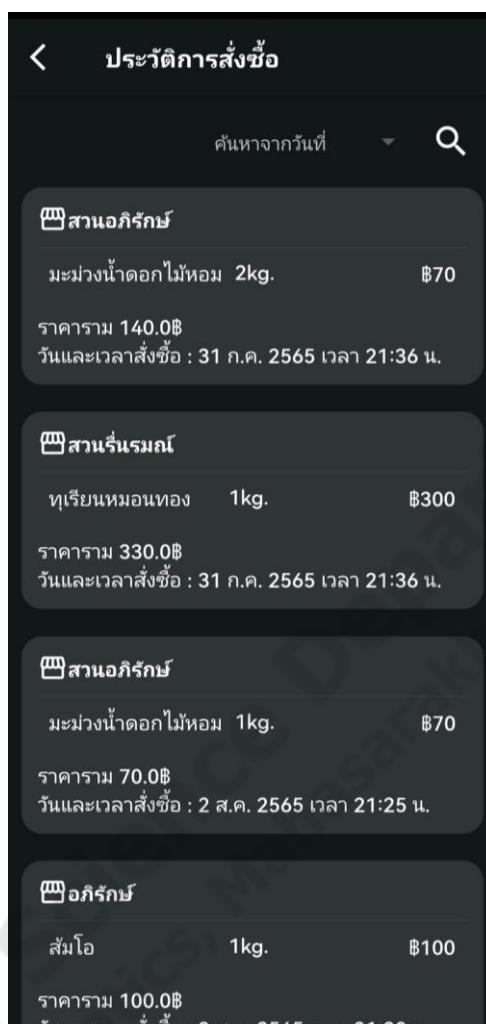 ประวัติการสั่งซื้อ
ค้นหาจากวันที่
สวนอภิรักษ์
มะม่วงน้ำดอกไม้หอม 2kg. ฿70
ราคาราม 140.0฿
วันและเวลาสั่งซื้อ : 31 ก.ค. 2565 เวลา 21:36 น.
สวนรื่นรมณ์
ทุเรียนหมอนทอง 1kg. ฿300
ราคาราม 330.0฿
วันและเวลาสั่งซื้อ : 31 ก.ค. 2565 เวลา 21:36 น.
สวนอภิรักษ์
มะม่วงน้ำดอกไม้หอม 1kg. ฿70
ราคาราม 70.0฿
วันและเวลาสั่งซื้อ : 2 ส.ค. 2565 เวลา 21:25 น.
อภิรักษ์
ส้มโอ 1kg. ฿100
ราคาราม 100.0฿